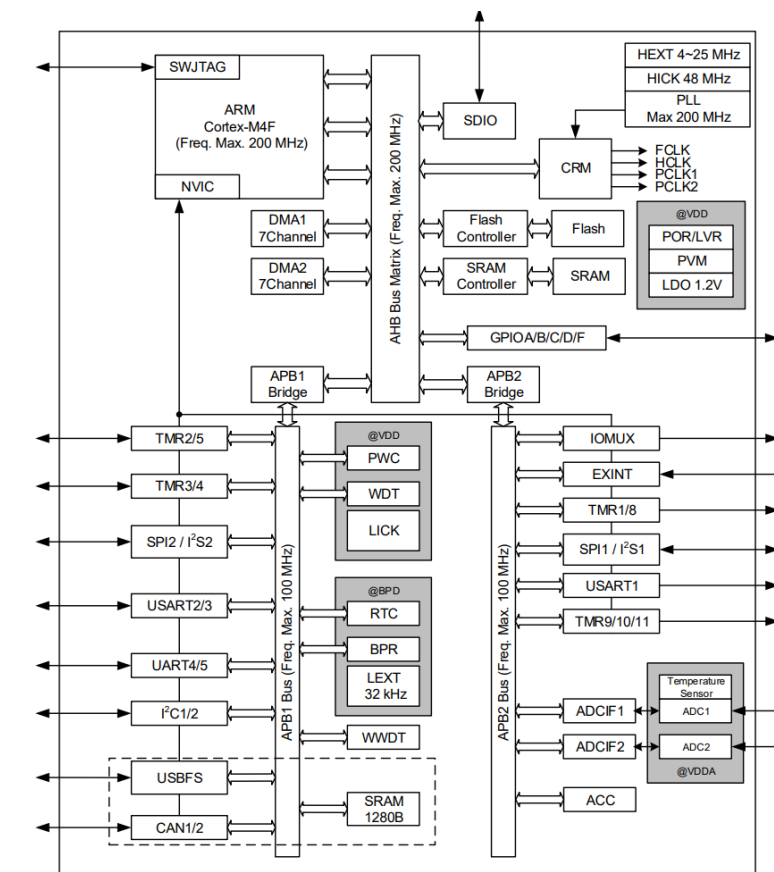 SWJTAG
ARM
Cortex-M4F
(Freq. Max. 200 MHz)
NVIC
AHB Bus Matrix (Freq. Max. 200 MHz)
SDIO
HEXT 4~25 MHz
HICK 48 MHz
PLL
Max 200 MHz
CRM
FCLK
HCLK
PCLK1
PCLK2
DMA1
7Channel
DMA2
7Channel
Flash
Controller
Flash
SRAM
Controller
SRAM
@VDD
POR/LVR
PVM
LDO 1.2V
GPIOA/B/C/D/F
APB1
Bridge
APB2
Bridge
TMR2/5
TMR3/4
SPI2 / I²S2
USART2/3
UART4/5
I²C1/2
USBFS
CAN1/2
APB1 Bus (Freq. Max. 100 MHz)
@VDD
PWC
WDT
LICK
@BPD
RTC
BPR
LEXT
32 kHz
WWDT
SRAM
1280B
APB2 Bus (Freq. Max. 100 MHz)
IOMUX
EXINT
TMR1/8
SPI1 / I²S1
USART1
TMR9/10/11
ADCIF1
ADCIF2
ACC
Temperature
Sensor
ADC1
ADC2
@VDDA